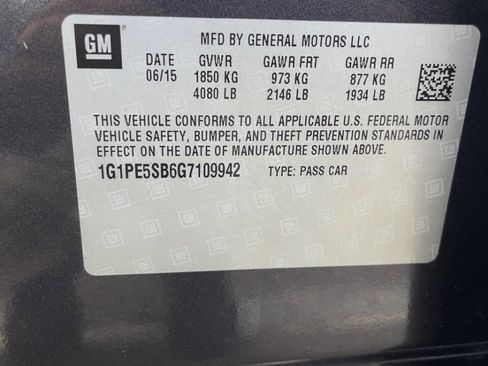 GM
MFD BY GENERAL MOTORS LLC
DATE GVWR GAWR FRT GAWR RR
06/15 1850 KG 973 KG 877 KG
4080 LB 2146 LB 1934 LB
THIS VEHICLE CONFORMS TO ALL APPLICABLE U.S. FEDERAL MOTOR
VEHICLE SAFETY, BUMPER, AND THEFT PREVENTION STANDARDS IN
EFFECT ON THE DATE OF MANUFACTURE SHOWN ABOVE.
1G1PE5SB6G7109942 TYPE: PASS CAR